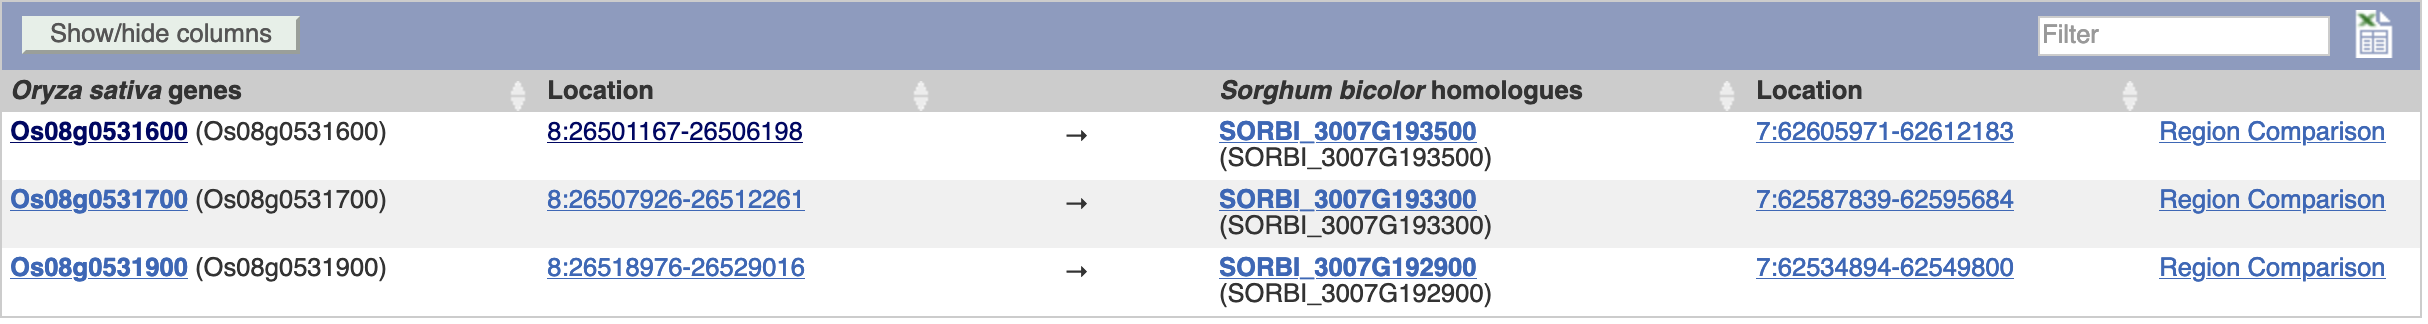 Show/hide columns Filter
Oryza sativa genes Location Sorghum bicolor homologues Location
Os08g0531600 (Os08g0531600) 8:26501167-26506198 → SORBI_3007G193500 7:62605971-62612183 Region Comparison
(SORBI_3007G193500)
Os08g0531700 (Os08g0531700) 8:26507926-26512261 → SORBI_3007G193300 7:62587839-62595684 Region Comparison
(SORBI_3007G193300)
Os08g0531900 (Os08g0531900) 8:26518976-26529016 → SORBI_3007G192900 7:62534894-62549800 Region Comparison
(SORBI_3007G192900)